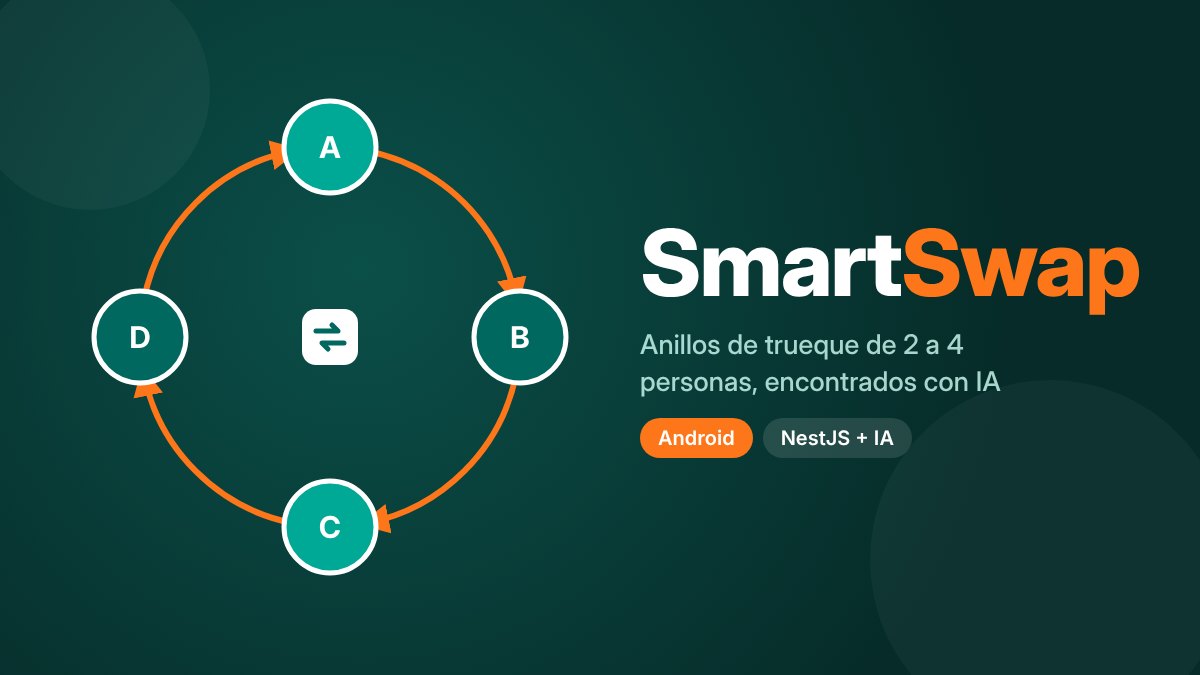 A
D
B
C
SmartSwap
Anillos de trueque de 2 a 4
personas, encontrados con IA
Android
NestJS + IA